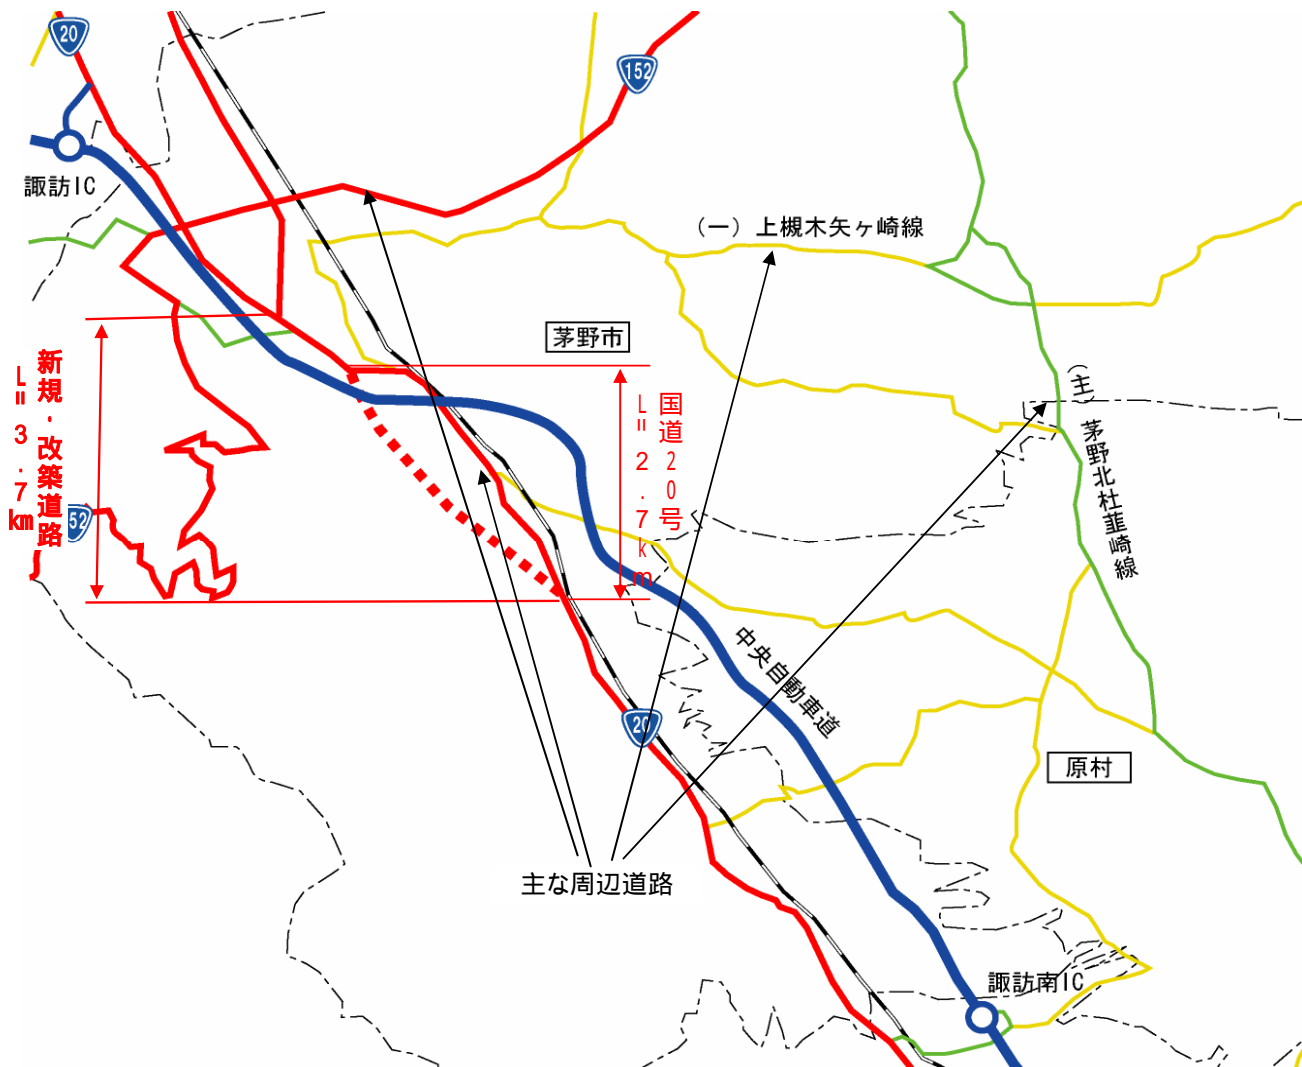 20
152
諏訪IC
(一)上槻木矢ヶ崎線
茅野市
(主)茅野北杜韮崎線
新規・改築道路
L=3.7km
国道20号
L=2.7km
52
中央自動車道
20
原村
主な周辺道路
諏訪南IC